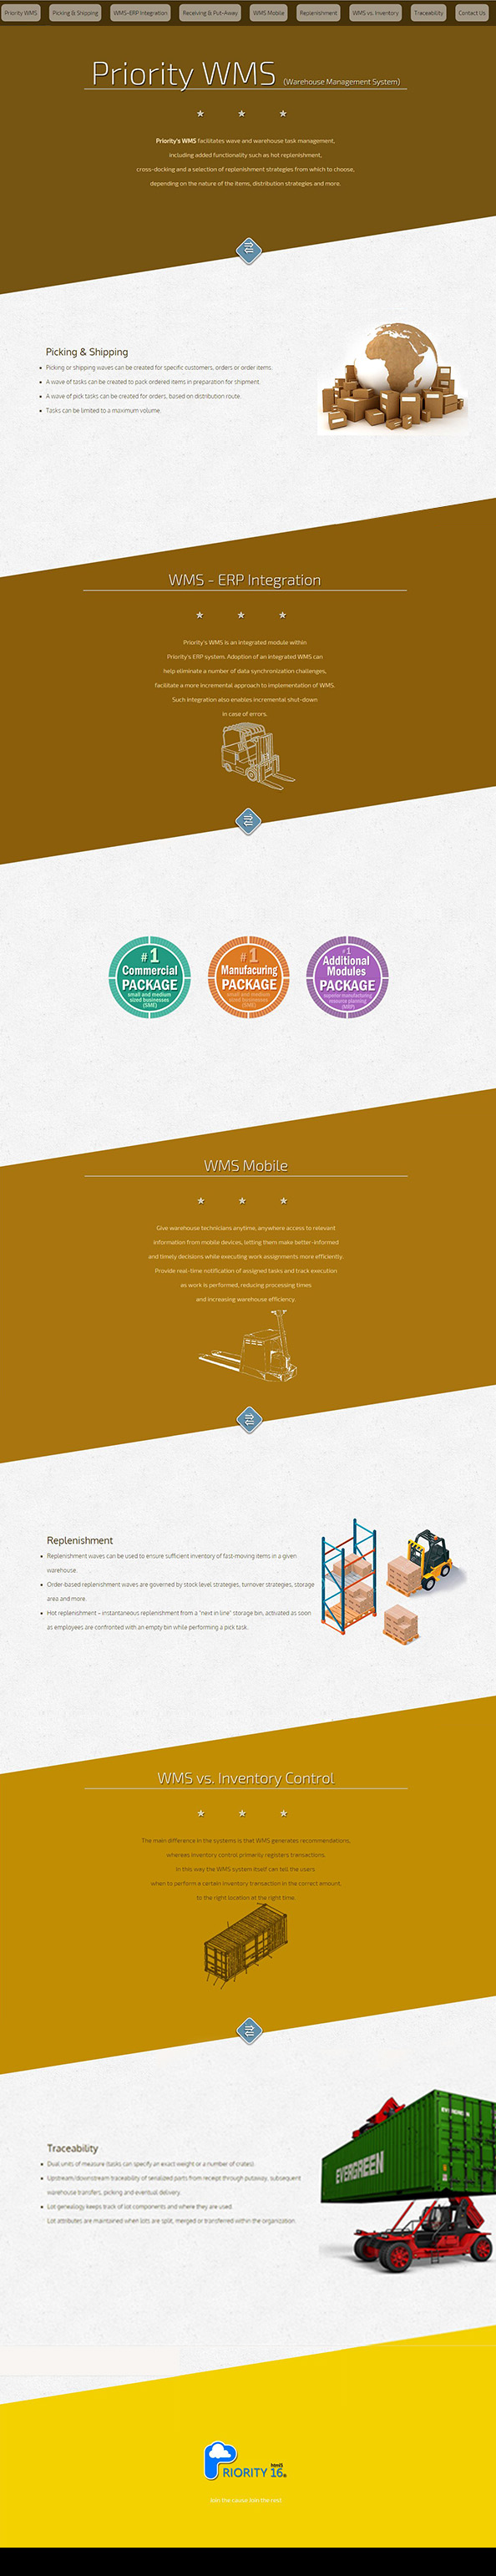 Priority WMS
Picking & Shipping
WMS-ERP Integration
Receiving & Put-Away
WMS Mobile
Replenishment
WMS vs. Inventory
Traceability
Contact Us
Priority WMS (Warehouse Management System)
Priority's WMS facilitates wave and warehouse task management,
including added functionality such as hot replenishment,
cross-docking and a selection of replenishment strategies from which to choose,
depending on the nature of the items, distribution strategies and more.
Picking & Shipping
Picking or shipping waves can be created for specific customers, orders or order items.
A wave of tasks can be created to pack ordered items in preparation for shipment.
A wave of pick tasks can be created for orders, based on distribution route.
Tasks can be limited to a maximum volume.
WMS - ERP Integration
Priority's WMS is an integrated module within
Priority's ERP system. Adoption of an integrated WMS can
help eliminate a number of data synchronization challenges,
facilitate a more incremental approach to implementation of WMS.
Such integration also enables incremental shut-down
in case of errors.
#1
Commercial
PACKAGE
small and medium
sized businesses
(SME)
#1
Manufacuring
PACKAGE
small and medium
sized businesses
(SME)
#1
Additional
Modules
PACKAGE
superior manufacturing
resource planning
(MRP)
WMS Mobile
Give warehouse technicians anytime, anywhere access to relevant
information from mobile devices, letting them make better-informed
and timely decisions while executing work assignments more efficiently.
Provide real-time notification of assigned tasks and track execution
as work is performed, reducing processing times
and increasing warehouse efficiency.
Replenishment
Replenishment waves can be used to ensure sufficient inventory of fast-moving items in a given
warehouse.
Order-based replenishment waves are governed by stock level strategies, turnover strategies, storage
area and more.
Hot replenishment – instantaneous replenishment from a "next in line" storage bin, activated as soon
as employees are confronted with an empty bin while performing a pick task.
WMS vs. Inventory Control
The main difference in the systems is that WMS generates recommendations,
whereas inventory control primarily registers transactions.
In this way the WMS system itself can tell the users
when to perform a certain inventory transaction in the correct amount,
to the right location at the right time.
Traceability
Dual units of measure (tasks can specify an exact weight or a number of crates).
Upstream/downstream traceability of serialized parts from receipt through putaway, subsequent
warehouse transfers, picking and eventual delivery.
Lot genealogy keeps track of lot components and where they are used.
Lot attributes are maintained when lots are split, merged or transferred within the organization.
EVERGREEN
PRIORITY 16
html5
Join the cause Join the rest